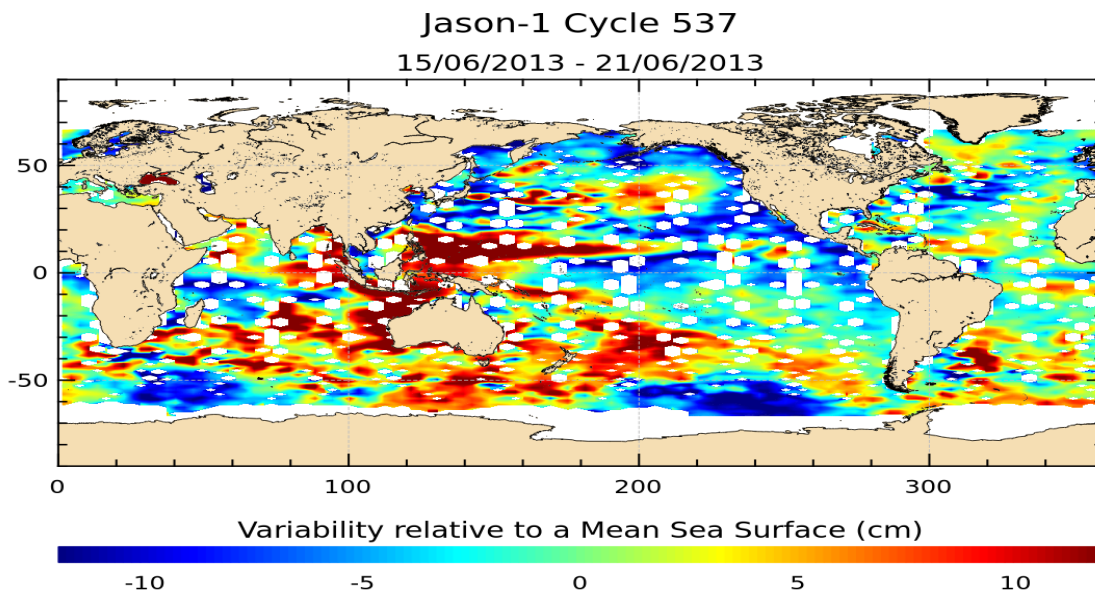 Jason-1 Cycle 537
15/06/2013 - 21/06/2013
50
0
-50
0 100 200 300
Variability relative to a Mean Sea Surface (cm)
-10 -5 0 5 10